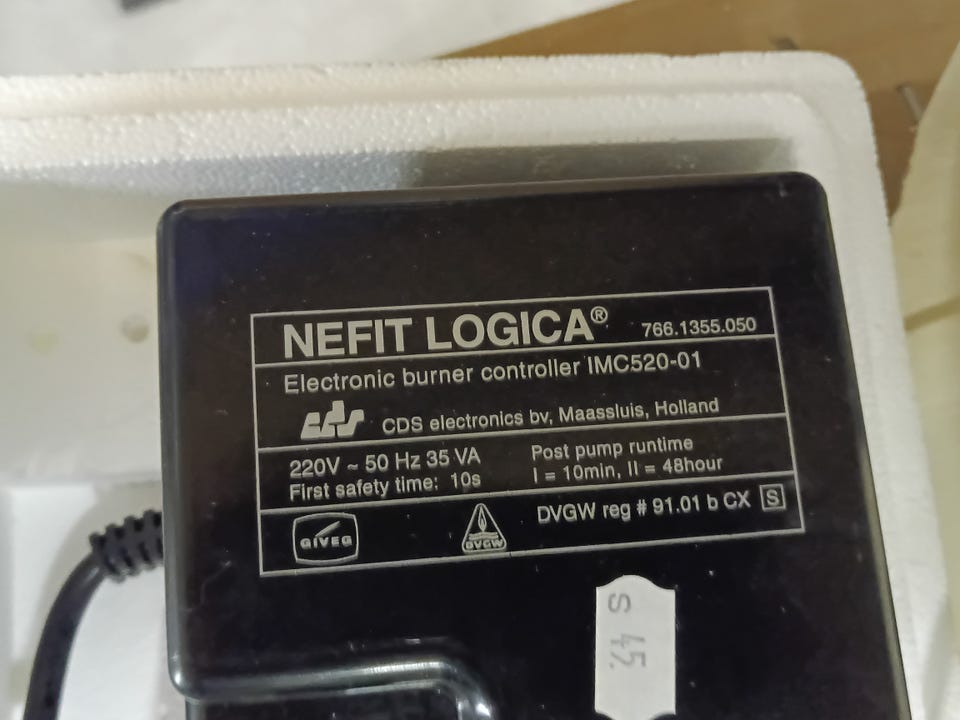 NEFIT LOGICA® 766.1355.050
Electronic burner controller IMC520-01
cds CDS electronics bv, Maassluis, Holland
220V ~ 50 Hz 35 VA
First safety time: 10s
Post pump runtime
I = 10min, II = 48hour
GIVEG
DVGW
DVGW reg # 91.01 b CX S
S 45.